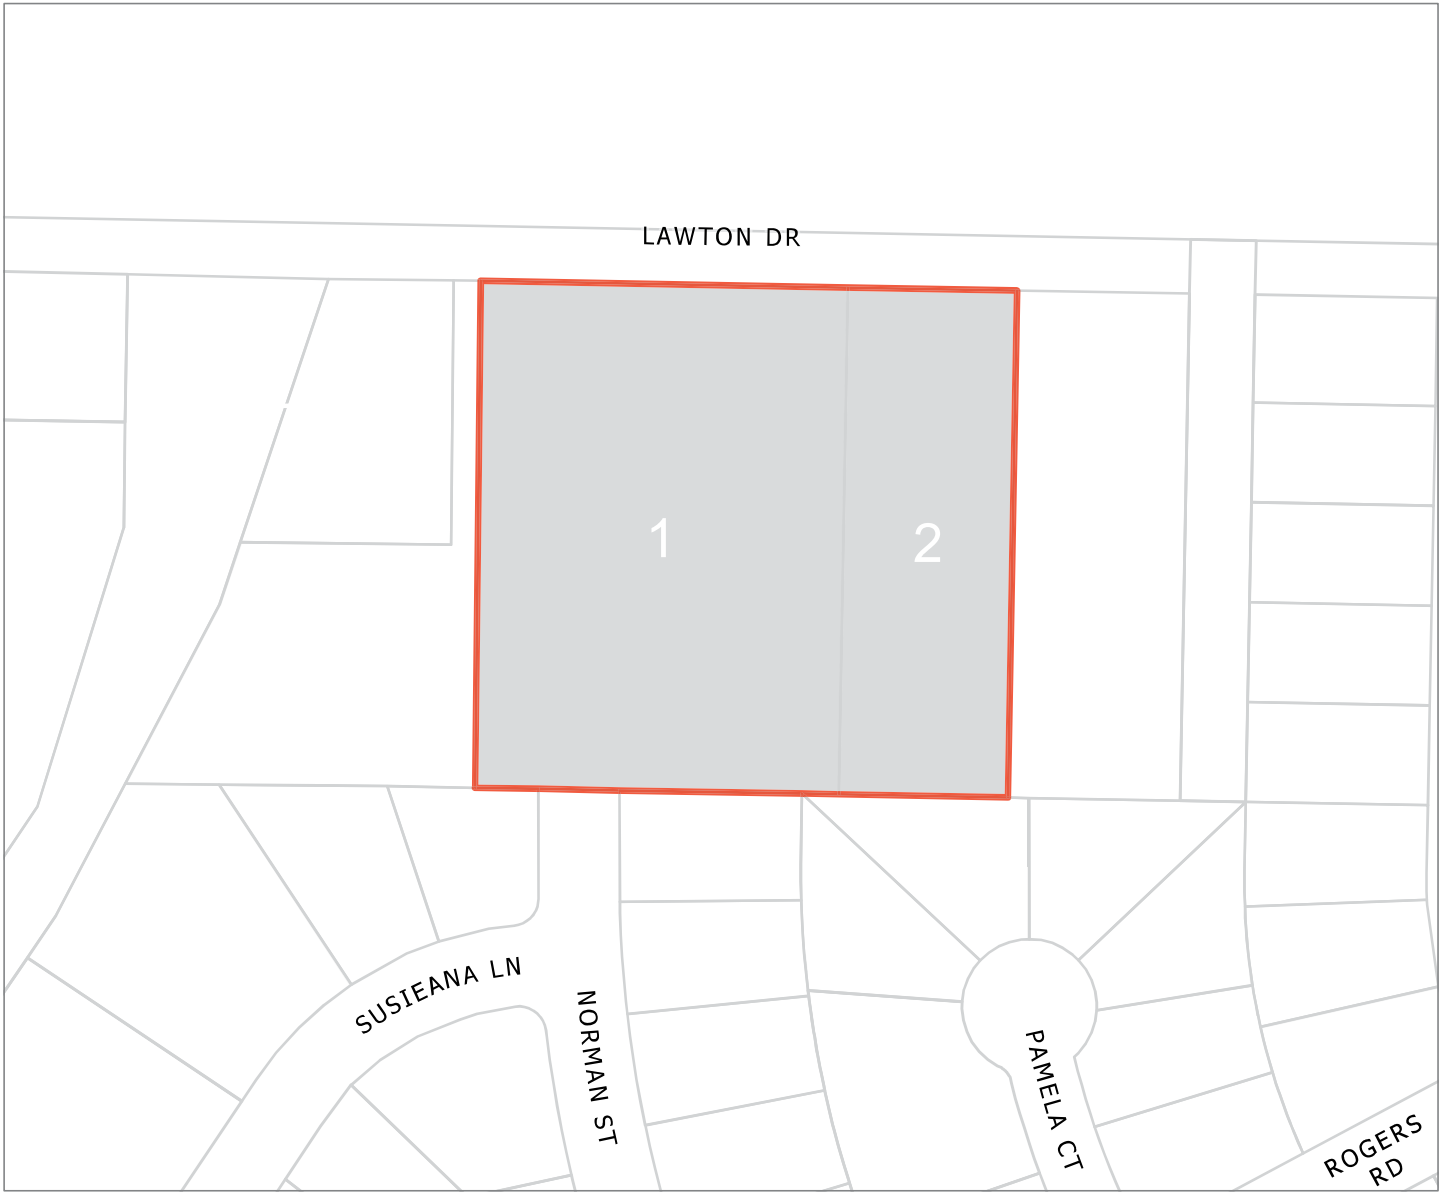 LAWTON DR
1
2
SUSIEANA LN
NORMAN ST
PAMELA CT
ROGERS
RD